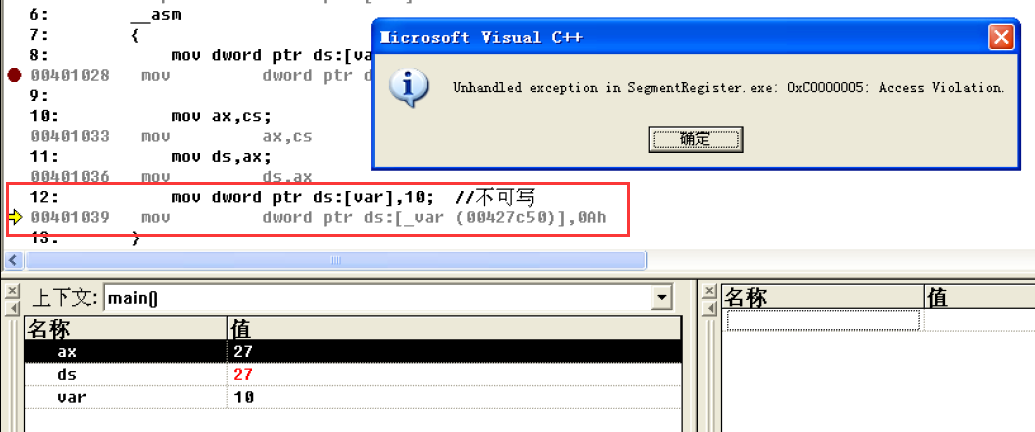 6: __asm
7: {
8: mov dword ptr ds:[va
00401028 mov dword ptr d
9:
10: mov ax,cs;
00401033 mov ax,cs
11: mov ds,ax;
00401036 mov ds,ax
12: mov dword ptr ds:[var],10; //不可写
00401039 mov dword ptr ds:[_var (00427c50)],0Ah
13: }
Microsoft Visual C++
Unhandled exception in SegmentRegister.exe: 0xC0000005: Access Violation.
确定
上下文: main()
名称 值
ax 27
ds 27
var 10
名称 值